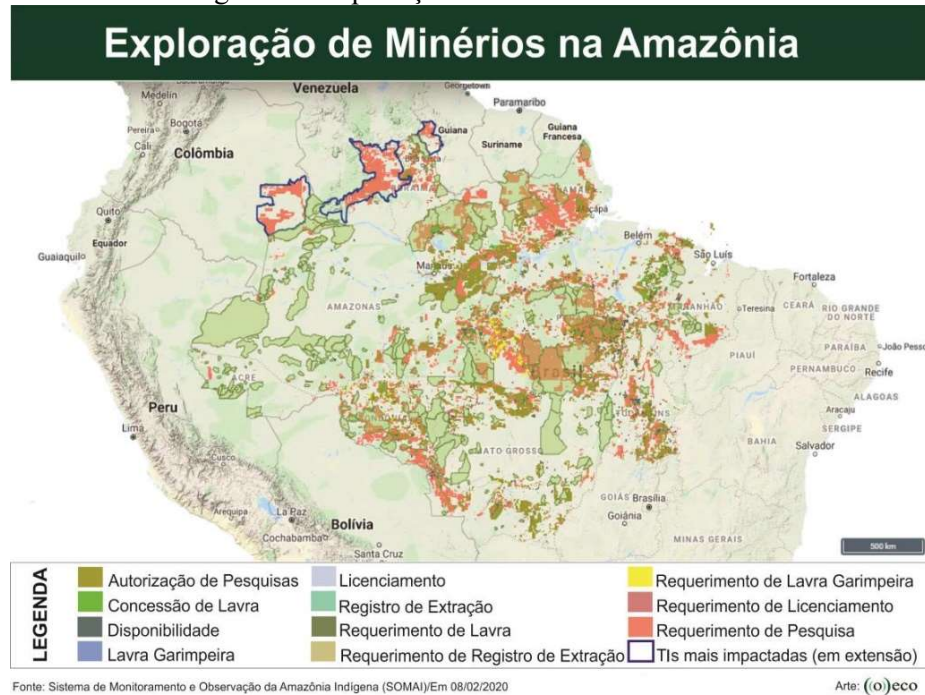 Exploração de Minérios na Amazônia
Venezuela
Georgetown
Medelin
Paramaribo
Pereira
Bogotá
Guiana
Guiana
Francesa
Cali
Colômbia
Suriname
Quito
Macapá
Equador
Belém
Guaiaquil
São Luís
Manaus
Fortaleza
AMAZONAS
Teresina
CEARÁ
RIO GRANDE
DO NORTE
PARAÍBA
João Pesso
PIAUÍ
Brasil
PERNAMBUCO
Recife
ACRE
ALAGOAS
Peru
Aracaju
SERGIPE
Lima
BAHIA
Cusco
MATO GROSSO
Salvador
GOIÁS
Brasília
Arequipa
La Paz
Goiânia
Bolívia
Cochabamba
MINAS GERAIS
Santa Cruz
500 km
LEGENDA
Autorização de Pesquisas
Licenciamento
Requerimento de Lavra Garimpeira
Concessão de Lavra
Registro de Extração
Requerimento de Licenciamento
Disponibilidade
Requerimento de Lavra
Requerimento de Pesquisa
Lavra Garimpeira
Requerimento de Registro de Extração
TIs mais impactadas (em extensão)
Fonte: Sistema de Monitoramento e Observação da Amazônia Indígena (SOMAI)/Em 08/02/2020
Arte: ((o))eco